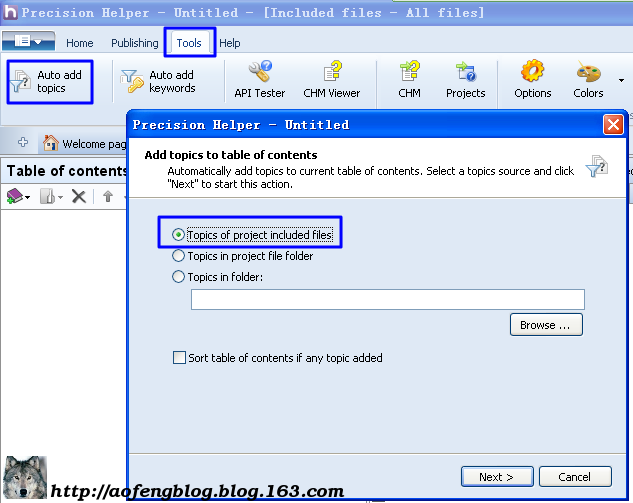 Precision Helper - Untitled - [Included files - All files]
Home Publishing Tools Help
Auto add topics
Auto add keywords
API Tester CHM Viewer CHM Projects Options Colors
Welcome pag
Table of contents
Precision Helper - Untitled
Add topics to table of contents
Automatically add topics to current table of contents. Select a topics source and click
"Next" to start this action.
Topics of project included files
Topics in project file folder
Topics in folder:
Browse ...
Sort table of contents if any topic added
Next > Cancel
http://aofengblog.blog.163.com